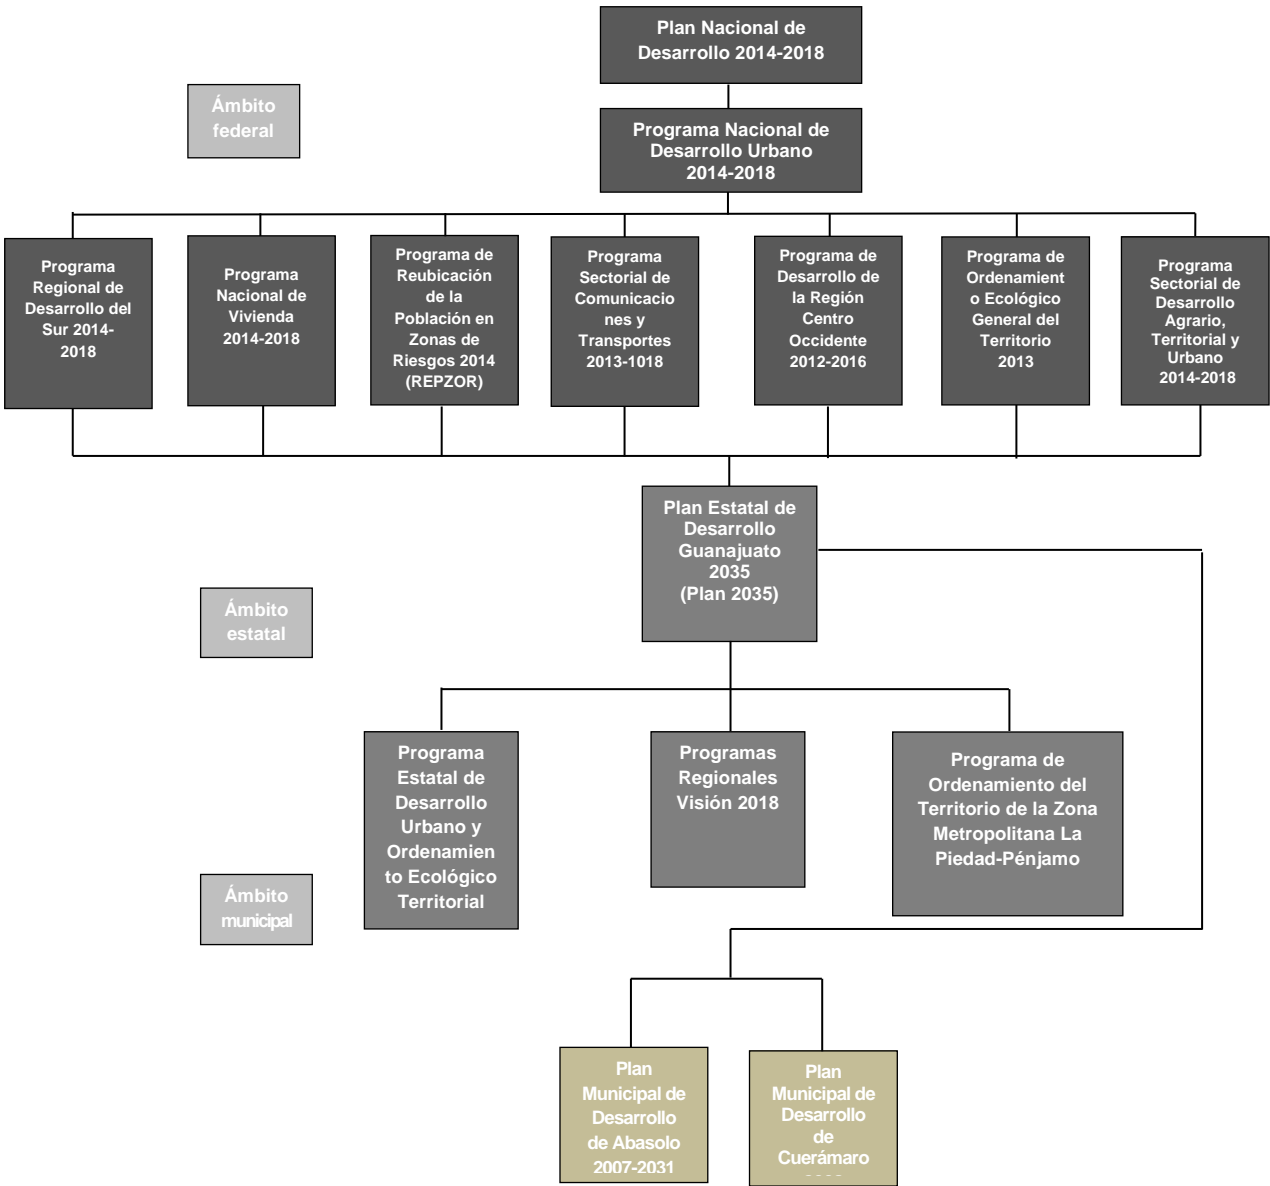 Plan Nacional de
Desarrollo 2014-2018
Ámbito
federal
Programa Nacional de
Desarrollo Urbano
2014-2018
Programa
Regional de
Desarrollo del
Sur 2014-
2018
Programa
Nacional de
Vivienda
2014-2018
Programa de
Reubicación
de la
Población en
Zonas de
Riesgos 2014
(REPZOR)
Programa
Sectorial de
Comunicacio
nes y
Transportes
2013-1018
Programa de
Desarrollo de
la Región
Centro
Occidente
2012-2016
Programa de
Ordenamient
o Ecológico
General del
Territorio
2013
Programa
Sectorial de
Desarrollo
Agrario,
Territorial y
Urbano
2014-2018
Plan Estatal de
Desarrollo
Guanajuato
2035
(Plan 2035)
Ámbito
estatal
Programa
Estatal de
Desarrollo
Urbano y
Ordenamien
to Ecológico
Territorial
Programas
Regionales
Visión 2018
Programa de
Ordenamiento del
Territorio de la Zona
Metropolitana La
Piedad-Pénjamo
Ámbito
municipal
Plan
Municipal de
Desarrollo
de Abasolo
2007-2031
Plan
Municipal de
Desarrollo
de
Cuerámaro